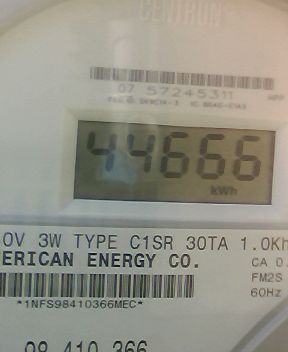 CENTRON
07 57245311
44666
kWh
0V 3W TYPE C1SR 30TA 1.0Kh
ERICAN ENERGY CO.
CA 0.
FM2S
60Hz
*1NFS98410366MEC*
98 410 366